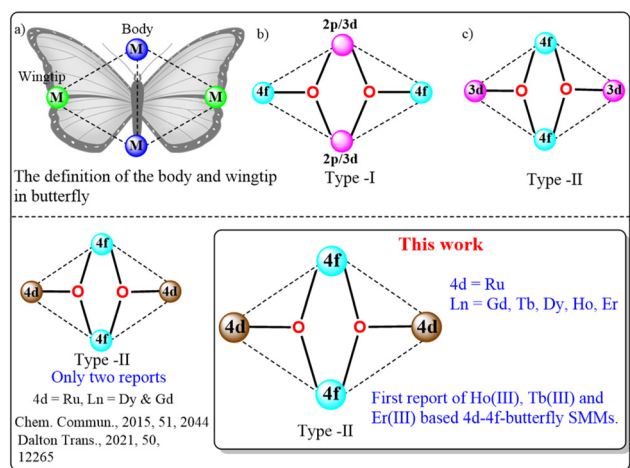 a)
Body
M
Wingtip
M
M
M
The definition of the body and wingtip
in butterfly
b)
2p/3d
4f
O
O
4f
2p/3d
Type -I
c)
4f
3d
O
O
3d
4f
Type -II
4f
4d
O
O
4d
4f
Type -II
Only two reports
4d = Ru, Ln = Dy & Gd
Chem. Commun., 2015, 51, 2044
Dalton Trans., 2021, 50,
12265
This work
4f
4d
O
O
4d
4f
Type -II
4d = Ru
Ln = Gd, Tb, Dy, Ho, Er
First report of Ho(III), Tb(III) and
Er(III) based 4d-4f-butterfly SMMs.